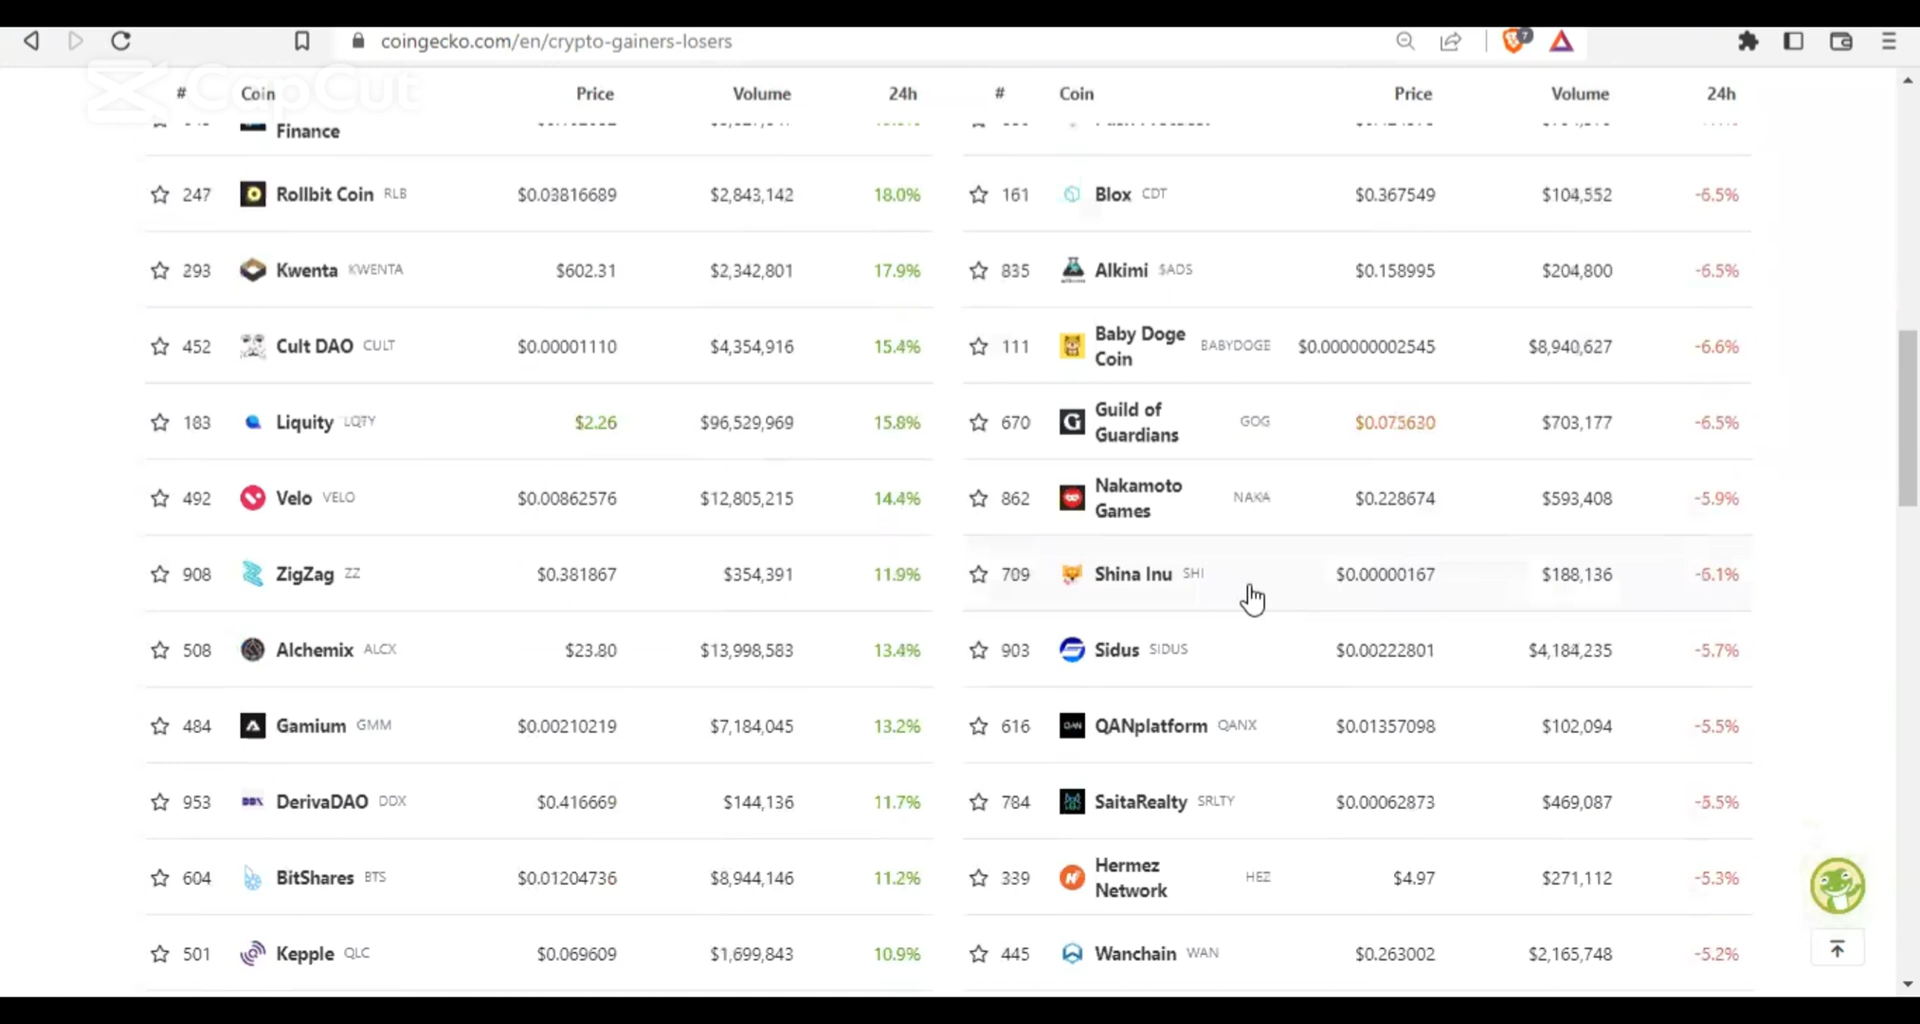 coingecko.com/en/crypto-gainers-losers
7
CapCut
# Coin Price Volume 24h
# Coin Price Volume 24h
Finance
247 Rollbit Coin RLB $0.03816689 $2,843,142 18.0%
161 Blox CDT $0.367549 $104,552 -6.5%
293 Kwenta KWENTA $602.31 $2,342,801 17.9%
835 Alkimi $ADS $0.158995 $204,800 -6.5%
452 Cult DAO CULT $0.00001110 $4,354,916 15.4%
111 Baby Doge Coin BABYDOGE $0.000000002545 $8,940,627 -6.6%
183 Liquity LQTY $2.26 $96,529,969 15.8%
670 Guild of Guardians GOG $0.075630 $703,177 -6.5%
492 Velo VELO $0.00862576 $12,805,215 14.4%
862 Nakamoto Games NAKA $0.228674 $593,408 -5.9%
908 ZigZag ZZ $0.381867 $354,391 11.9%
709 Shina Inu SHI $0.00000167 $188,136 -6.1%
508 Alchemix ALCX $23.80 $13,998,583 13.4%
903 Sidus SIDUS $0.00222801 $4,184,235 -5.7%
484 Gamium GMM $0.00210219 $7,184,045 13.2%
616 QANplatform QANX $0.01357098 $102,094 -5.5%
953 DerivaDAO DDX $0.416669 $144,136 11.7%
784 SaitaRealty SRLTY $0.00062873 $469,087 -5.5%
604 BitShares BTS $0.01204736 $8,944,146 11.2%
339 Hermez Network HEZ $4.97 $271,112 -5.3%
501 Kepple QLC $0.069609 $1,699,843 10.9%
445 Wanchain WAN $0.263002 $2,165,748 -5.2%